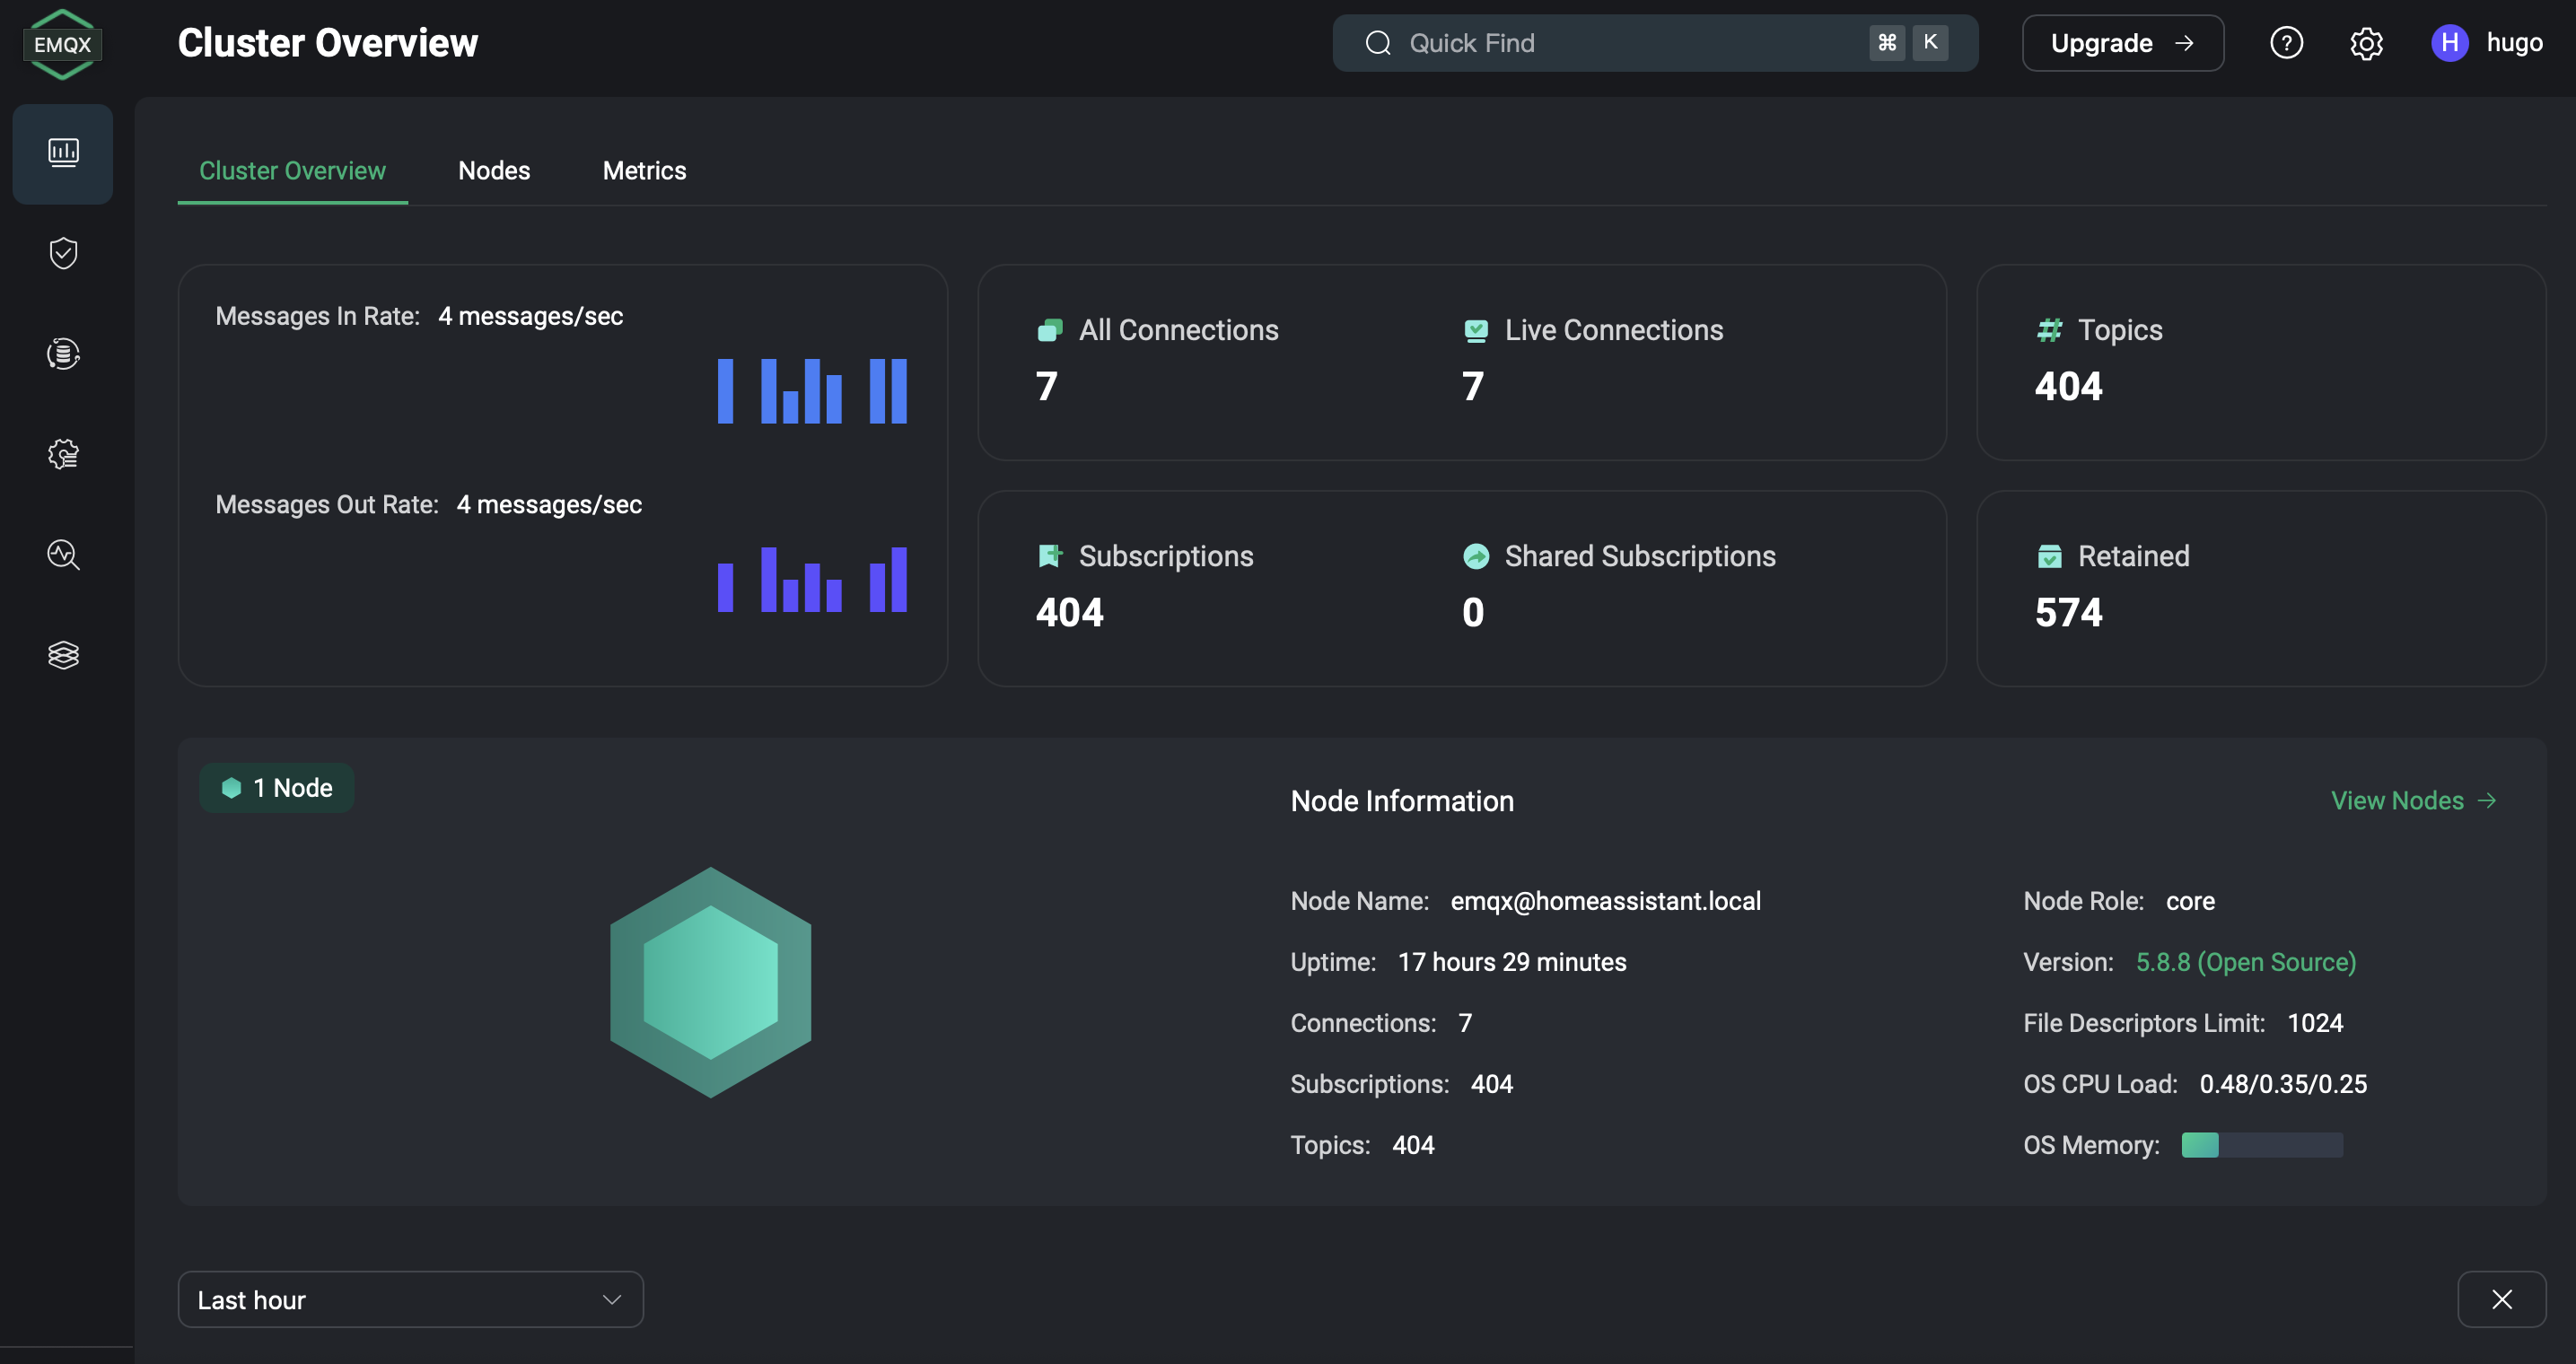 EMQX
Cluster Overview
Quick Find
⌘ K
Upgrade →
?
H hugo
Cluster Overview
Nodes
Metrics
Messages In Rate: 4 messages/sec
Messages Out Rate: 4 messages/sec
All Connections
7
Live Connections
7
Topics
404
Subscriptions
404
Shared Subscriptions
0
Retained
574
1 Node
Node Information
View Nodes →
Node Name: emqx@homeassistant.local
Node Role: core
Uptime: 17 hours 29 minutes
Version: 5.8.8 (Open Source)
Connections: 7
File Descriptors Limit: 1024
Subscriptions: 404
OS CPU Load: 0.48/0.35/0.25
Topics: 404
OS Memory:
Last hour